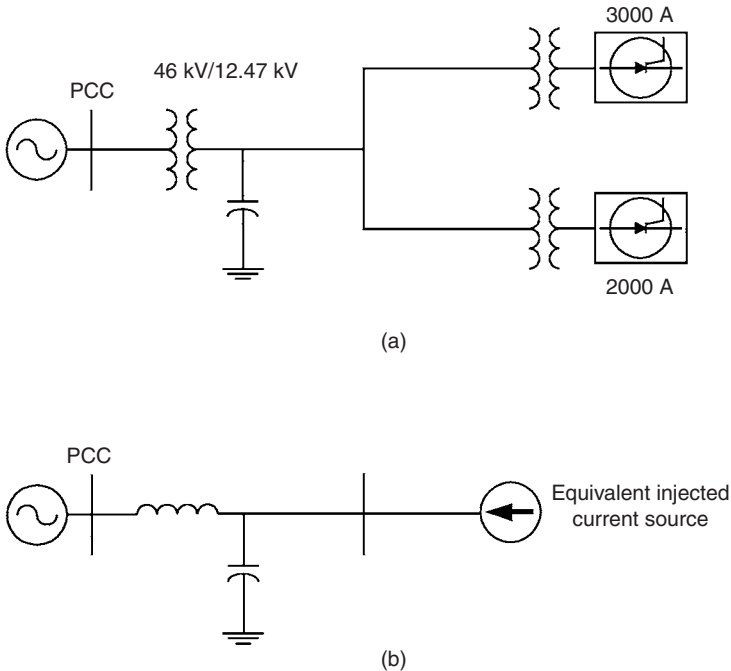 3000 A
46 kV/12.47 kV
PCC
2000 A
(a)
PCC
Equivalent injected
current source
(b)